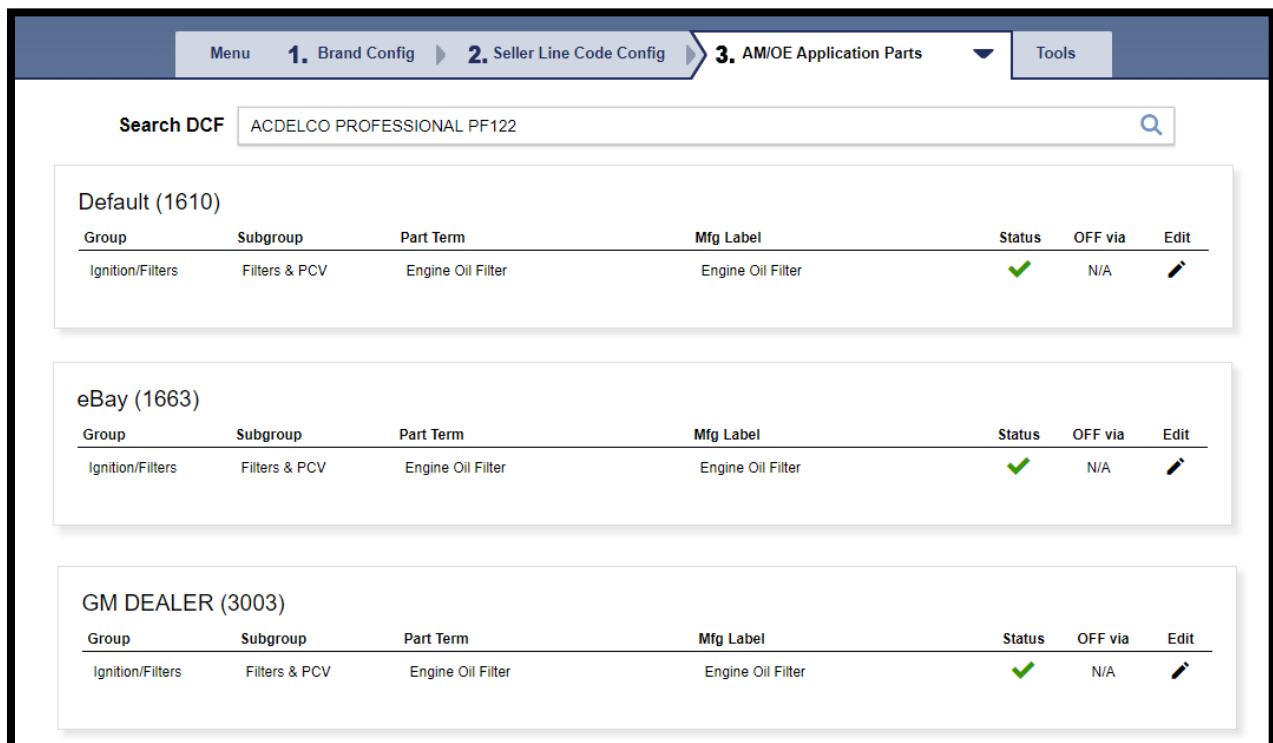 Menu 1. Brand Config 2. Seller Line Code Config 3. AM/OE Application Parts Tools
Search DCF ACDELCO PROFESSIONAL PF122
Default (1610)
Group Subgroup Part Term Mfg Label Status OFF via Edit
Ignition/Filters Filters & PCV Engine Oil Filter Engine Oil Filter N/A
eBay (1663)
Group Subgroup Part Term Mfg Label Status OFF via Edit
Ignition/Filters Filters & PCV Engine Oil Filter Engine Oil Filter N/A
GM DEALER (3003)
Group Subgroup Part Term Mfg Label Status OFF via Edit
Ignition/Filters Filters & PCV Engine Oil Filter Engine Oil Filter N/A